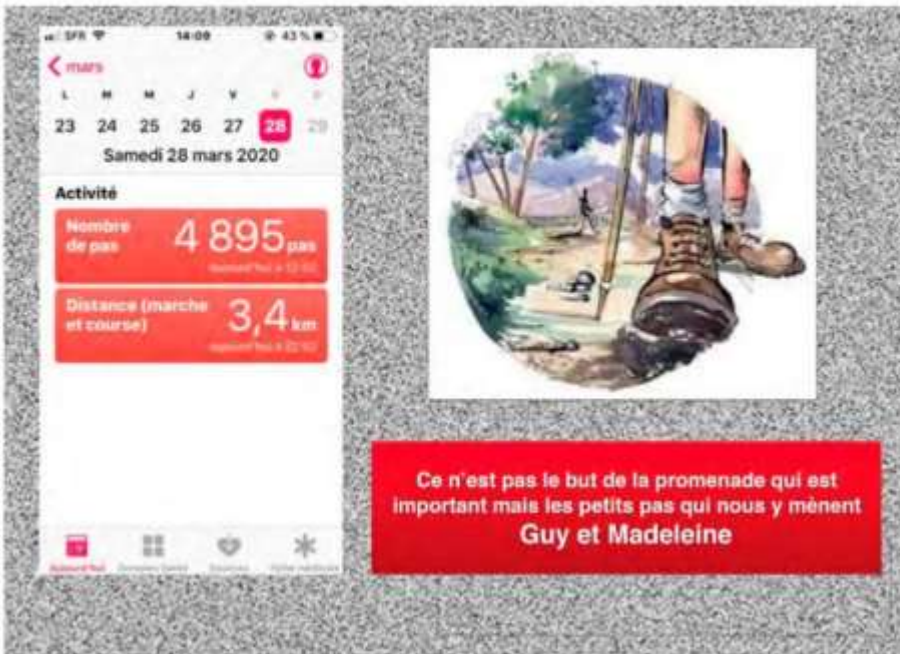 SFR 14:09 43 %
mars
L M M J V S D
23 24 25 26 27 28 29
Samedi 28 mars 2020
Activité
Nombre
de pas
4 895 pas
Distance (marche
et course)
3,4 km
Aujourd'hui
Ce n'est pas le but de la promenade qui est
important mais les petits pas qui nous y mènent
Guy et Madeleine